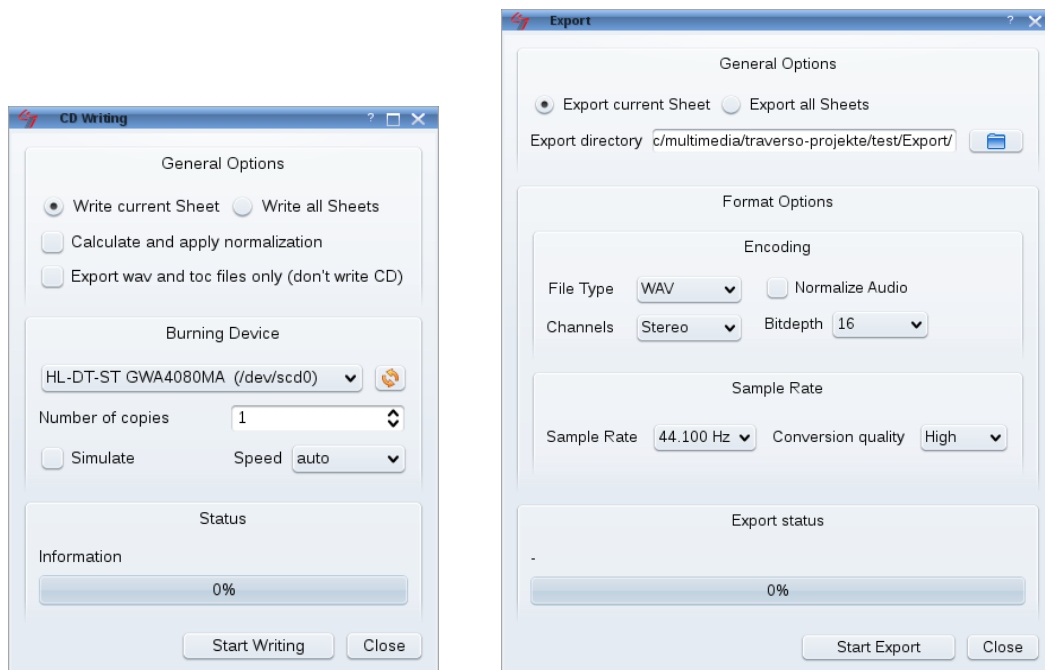 CD Writing
?
General Options
Write current Sheet Write all Sheets
Calculate and apply normalization
Export wav and toc files only (don't write CD)
Burning Device
HL-DT-ST GWA4080MA (/dev/scd0)
Number of copies 1
Simulate Speed auto
Status
Information
0%
Start Writing Close
Export
?
General Options
Export current Sheet Export all Sheets
Export directory c/multimedia/traverso-projekte/test/Export/
Format Options
Encoding
File Type WAV Normalize Audio
Channels Stereo Bitdepth 16
Sample Rate
Sample Rate 44.100 Hz Conversion quality High
Export status
-
0%
Start Export Close